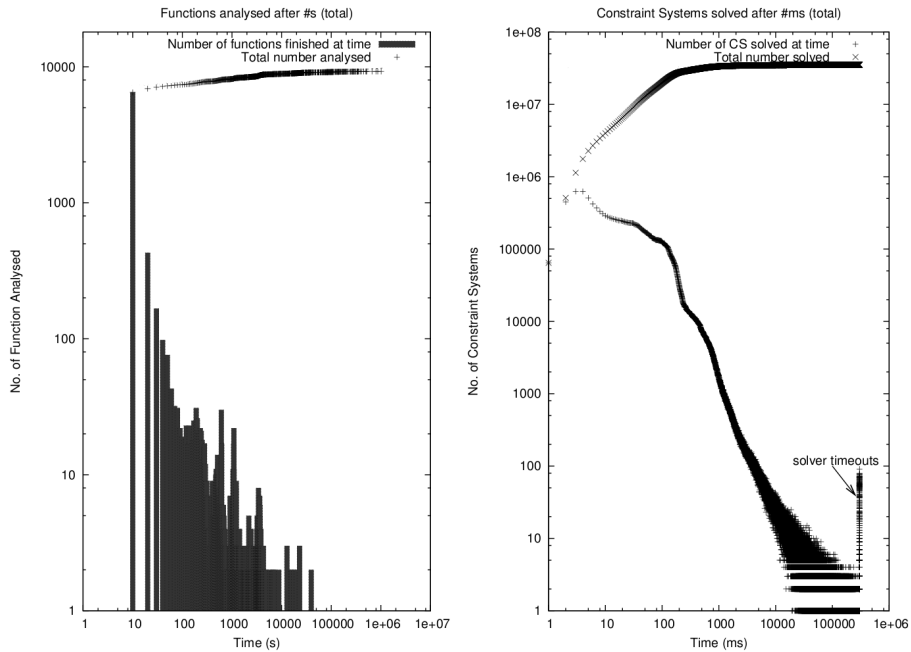 Functions analysed after #s (total)
Number of functions finished at time
Total number analysed
10000
1000
100
10
1
No. of Function Analysed
1 10 100 1000 10000 100000 1e+06 1e+07
Time (s)
Constraint Systems solved after #ms (total)
Number of CS solved at time
Total number solved
1e+08
1e+07
1e+06
100000
10000
1000
100
10
1
No. of Constraint Systems
solver timeouts
1 10 100 1000 10000 100000 1e+06
Time (ms)